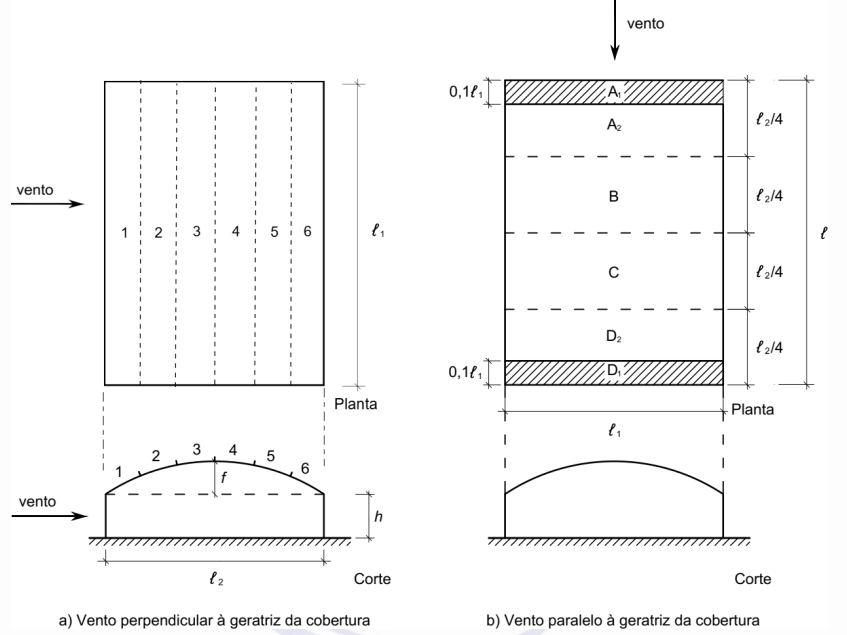 vento
0,1ℓ₁
A₁
ℓ₂/4
A₂
vento
B
ℓ₂/4
1 2 3 4 5 6
ℓ₁
ℓ
C
ℓ₂/4
D₂
ℓ₂/4
0,1ℓ₁
D₁
Planta
Planta
ℓ₁
1 2 3 4 5 6
f
vento
h
ℓ₂
Corte
Corte
a) Vento perpendicular à geratriz da cobertura
b) Vento paralelo à geratriz da cobertura